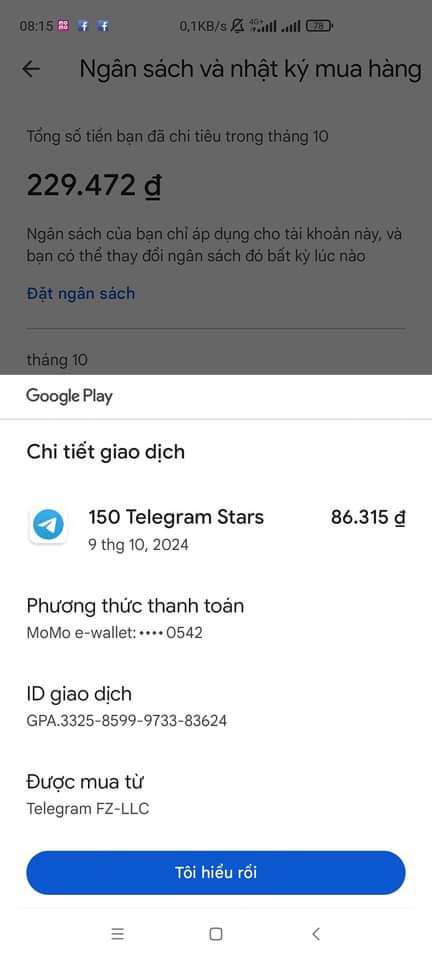 08:15
0,1KB/s 4G+ 78
Ngân sách và nhật ký mua hàng
Tổng số tiền bạn đã chi tiêu trong tháng 10
229.472 ₫
Ngân sách của bạn chỉ áp dụng cho tài khoản này, và
bạn có thể thay đổi ngân sách đó bất kỳ lúc nào
Đặt ngân sách
tháng 10
Google Play
Chi tiết giao dịch
150 Telegram Stars 86.315 ₫
9 thg 10, 2024
Phương thức thanh toán
MoMo e-wallet: •••• 0542
ID giao dịch
GPA.3325-8599-9733-83624
Được mua từ
Telegram FZ-LLC
Tôi hiểu rồi